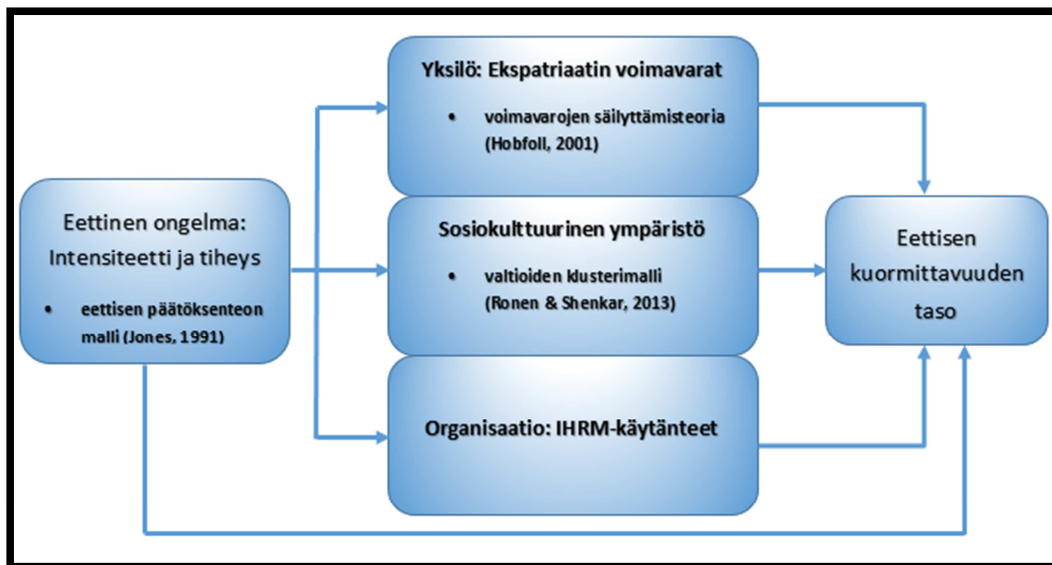 Eettinen ongelma:
Intensiteetti ja tiheys
• eettisen päätöksenteon
malli (Jones, 1991)
Yksilö: Ekspatriaatin voimavarat
• voimavarojen säilyttämisteoria
(Hobfoll, 2001)
Sosiokulttuurinen ympäristö
• valtioiden klusterimalli
(Ronen & Shenkar, 2013)
Organisaatio: IHRM-käytänteet
Eettisen
kuormittavuuden
taso